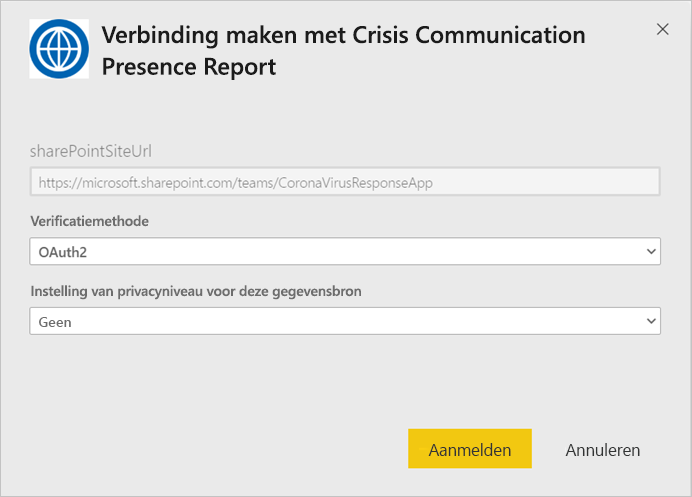 Verbinding maken met Crisis Communication
Presence Report
sharePointSiteUrl
https://microsoft.sharepoint.com/teams/CoronaVirusResponseApp
Verificatiemethode
OAuth2
Instelling van privacyniveau voor deze gegevensbron
Geen
Aanmelden
Annuleren